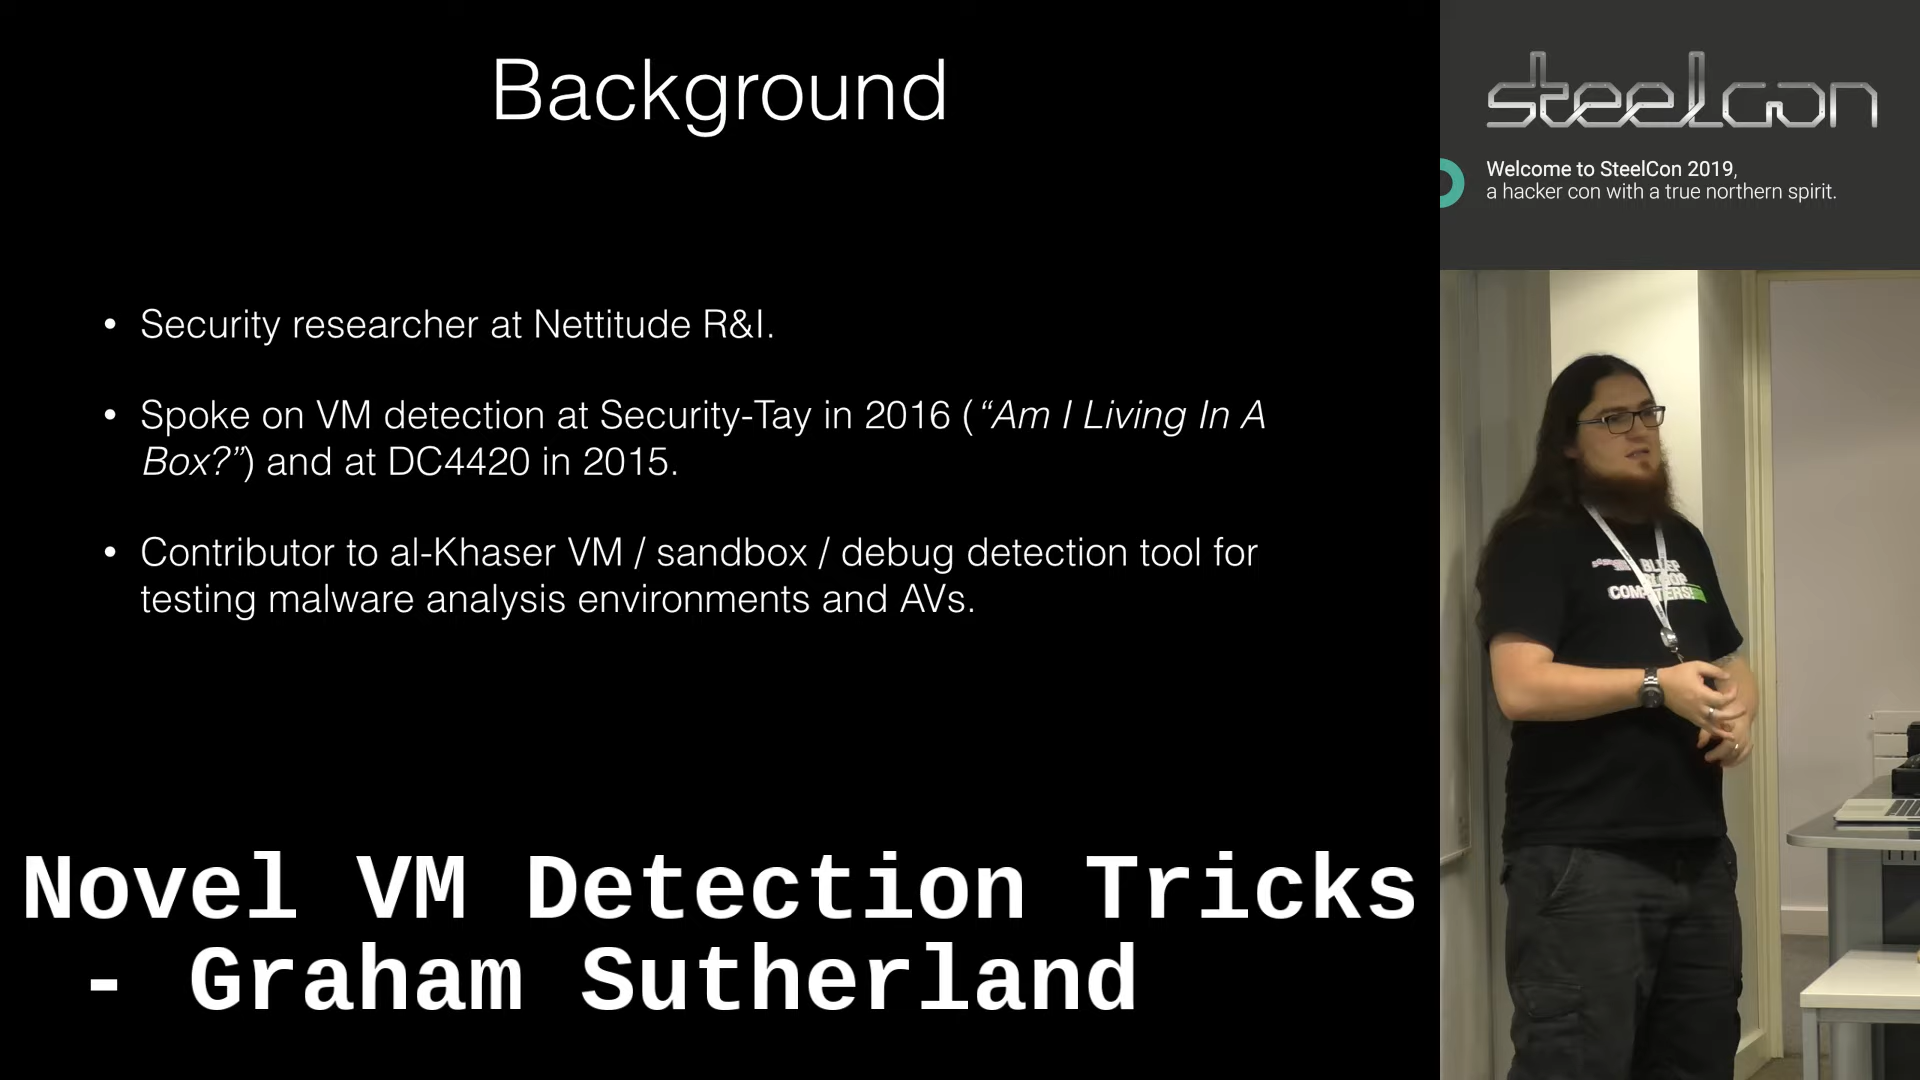 Background
• Security researcher at Nettitude R&I.
• Spoke on VM detection at Security-Tay in 2016 (“Am I Living In A
Box?”) and at DC4420 in 2015.
• Contributor to al-Khaser VM / sandbox / debug detection tool for
testing malware analysis environments and AVs.
Novel VM Detection Tricks
- Graham Sutherland
steelcon
Welcome to SteelCon 2019,
a hacker con with a true northern spirit.
COMPUTERS!